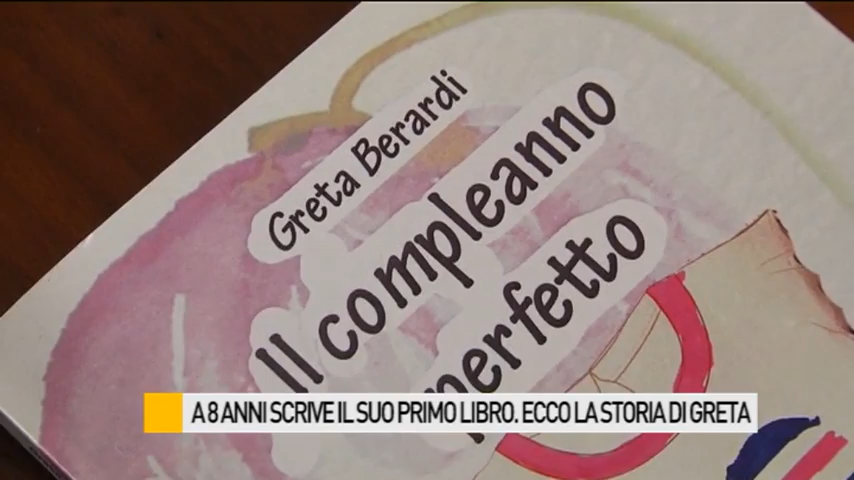 Greta Berardi
Il compleanno
perfetto
A 8 ANNI SCRIVE IL SUO PRIMO LIBRO. ECCO LA STORIA DI GRETA